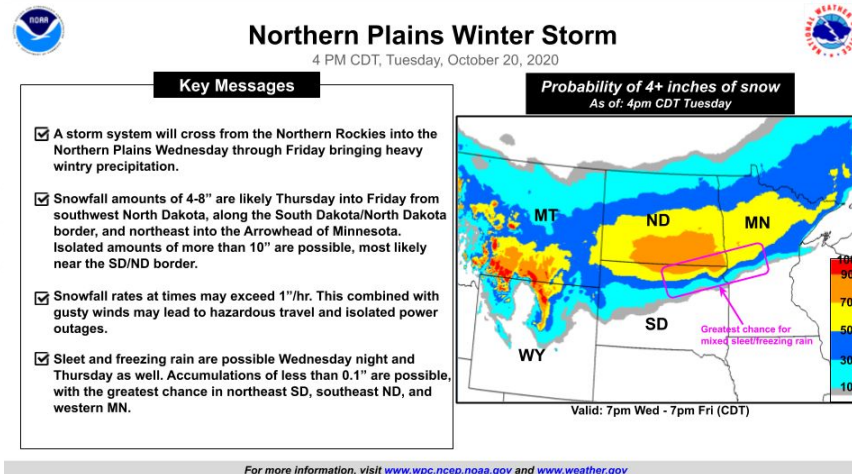 NOAA
Northern Plains Winter Storm
4 PM CDT, Tuesday, October 20, 2020
Key Messages
A storm system will cross from the Northern Rockies into the
Northern Plains Wednesday through Friday bringing heavy
wintry precipitation.
Snowfall amounts of 4-8” are likely Thursday into Friday from
southwest North Dakota, along the South Dakota/North Dakota
border, and northeast into the Arrowhead of Minnesota.
Isolated amounts of more than 10” are possible, most likely
near the SD/ND border.
Snowfall rates at times may exceed 1”/hr. This combined with
gusty winds may lead to hazardous travel and isolated power
outages.
Sleet and freezing rain are possible Wednesday night and
Thursday as well. Accumulations of less than 0.1” are possible,
with the greatest chance in northeast SD, southeast ND, and
western MN.
Probability of 4+ inches of snow
As of: 4pm CDT Tuesday
MT
ND
MN
SD
WY
Greatest chance for
mixed sleet/freezing rain
90
70
50
30
10
Valid: 7pm Wed - 7pm Fri (CDT)
For more information, visit www.wpc.ncep.noaa.gov and www.weather.gov